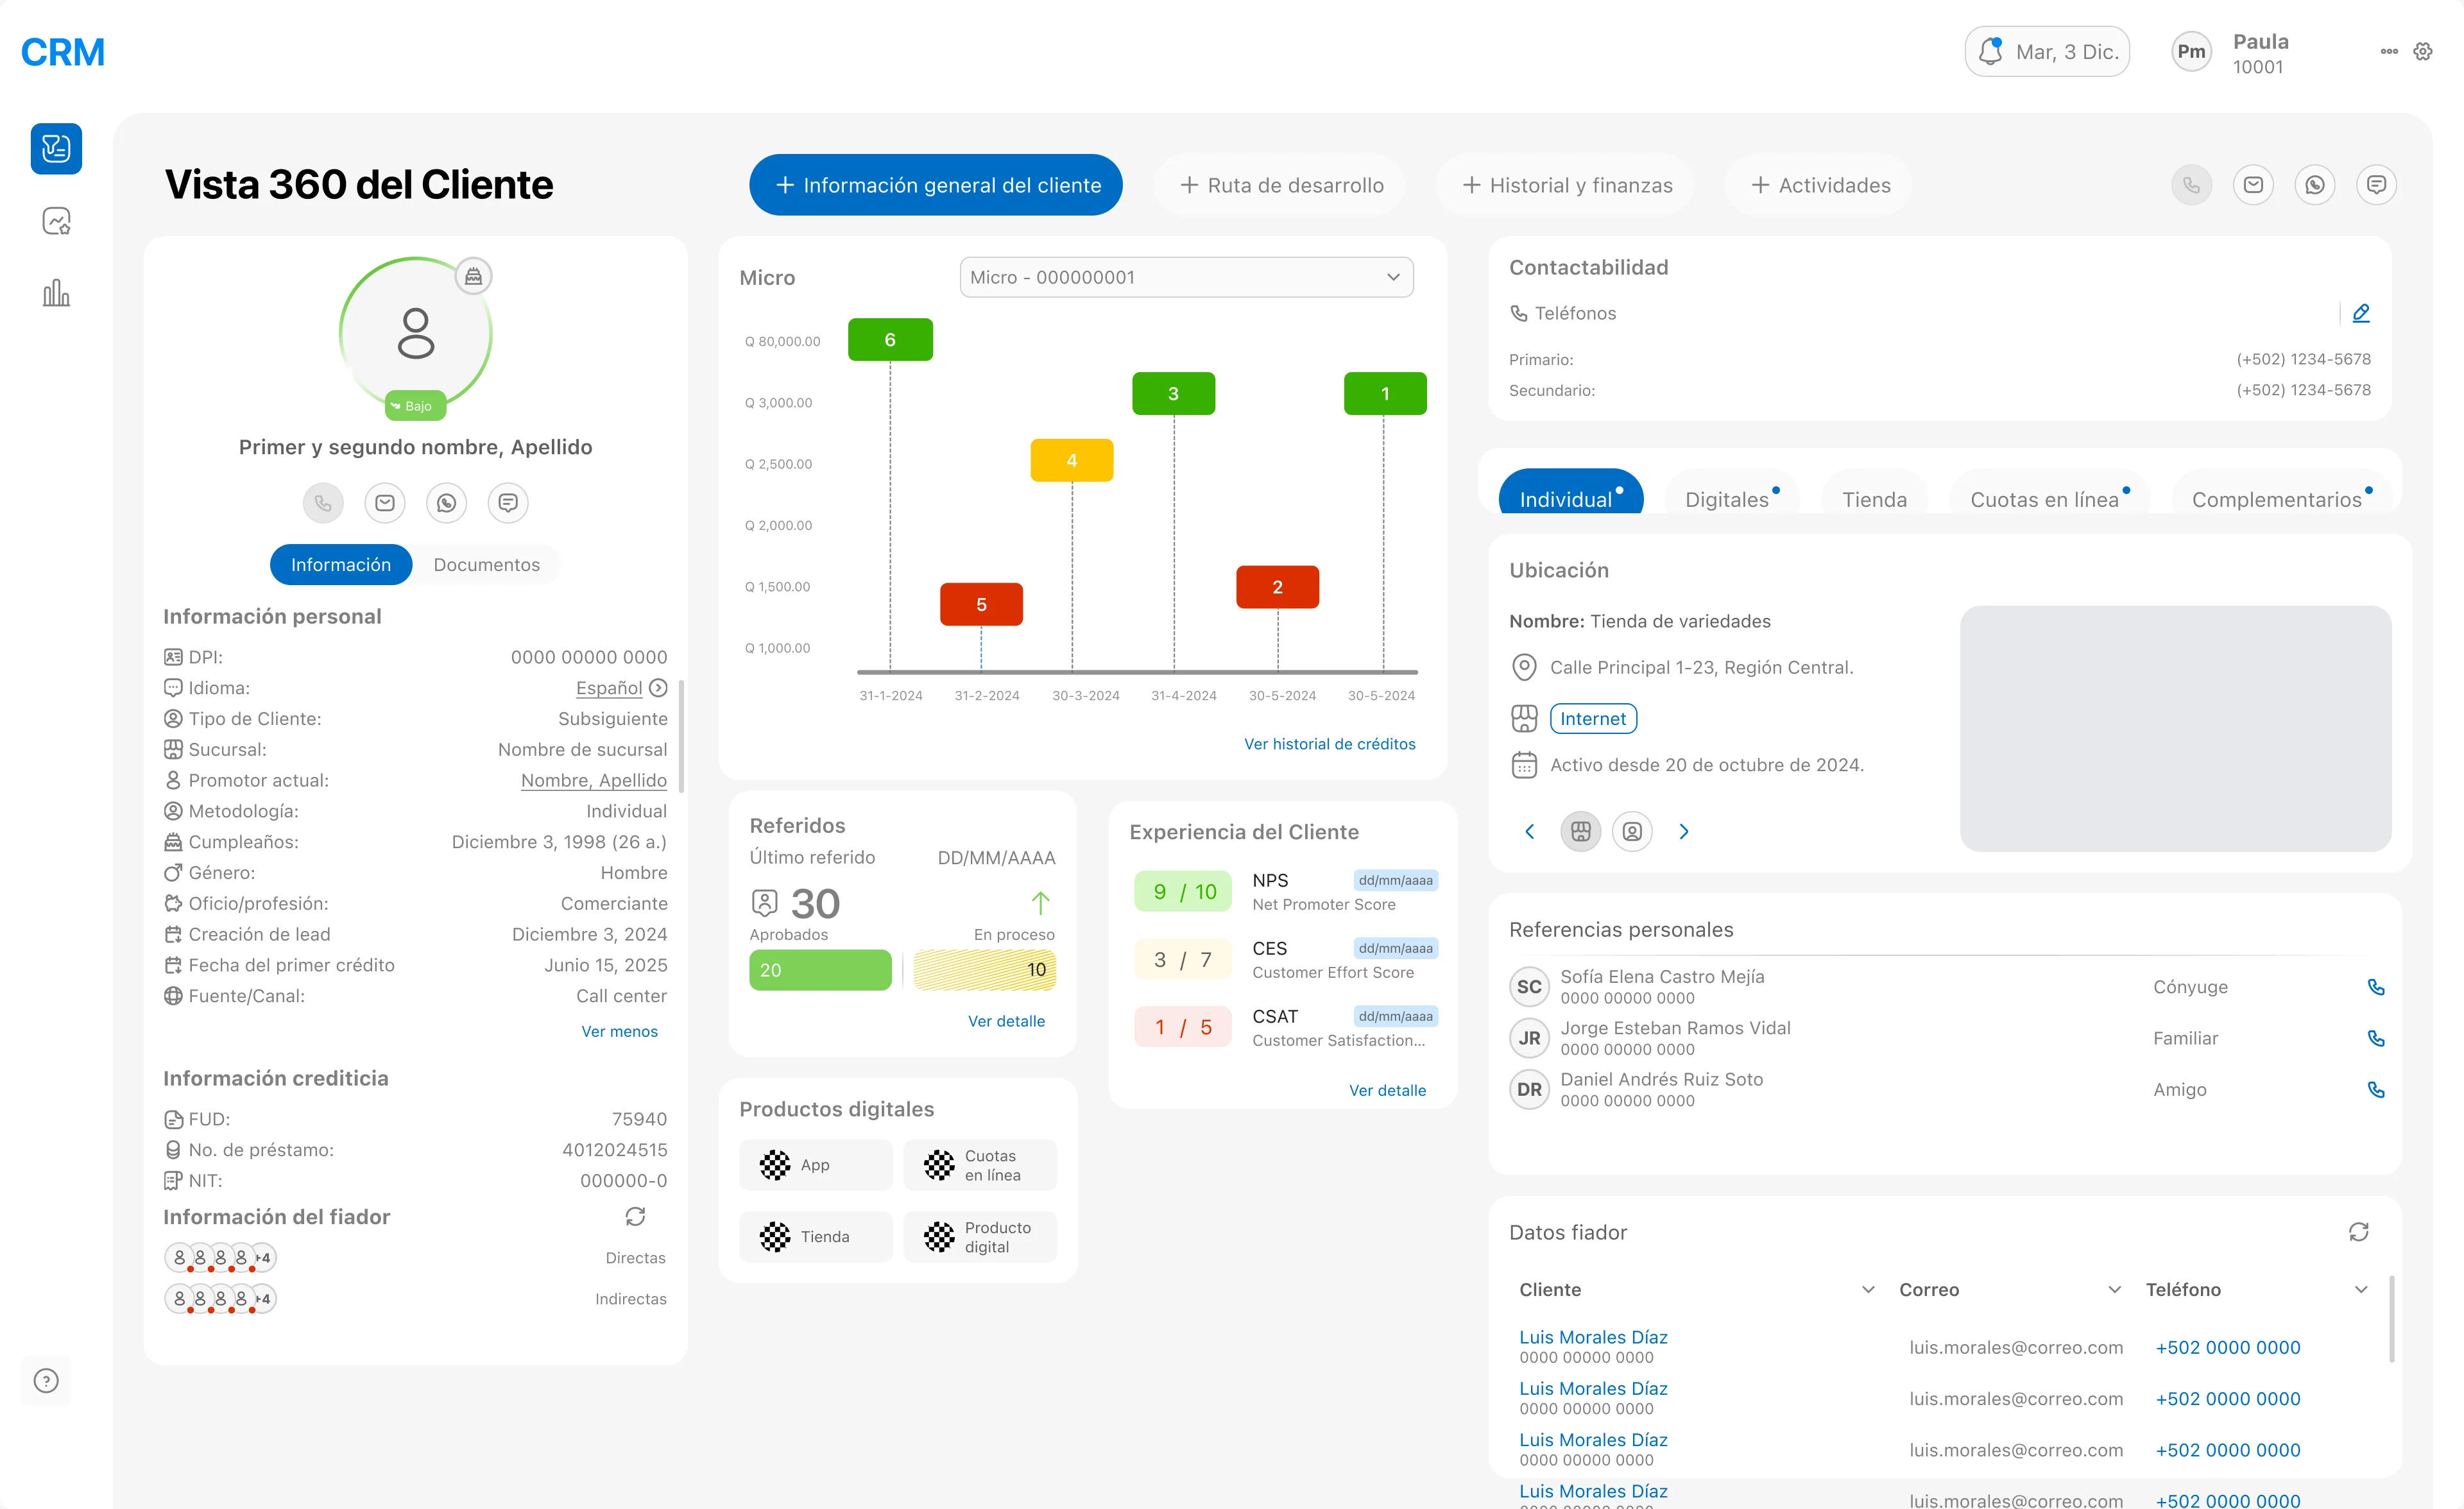 CRM
Mar, 3 Dic.
Pm
Paula
10001
Vista 360 del Cliente
Información general del cliente
Ruta de desarrollo
Historial y finanzas
Actividades
Bajo
Primer y segundo nombre, Apellido
Información
Documentos
Información personal
DPI: 0000 00000 0000
Idioma: Español
Tipo de Cliente: Subsiguiente
Sucursal: Nombre de sucursal
Promotor actual: Nombre, Apellido
Metodología: Individual
Cumpleaños: Diciembre 3, 1998 (26 a.)
Género: Hombre
Oficio/profesión: Comerciante
Creación de lead Diciembre 3, 2024
Fecha del primer crédito Junio 15, 2025
Fuente/Canal: Call center
Ver menos
Información crediticia
FUD: 75940
No. de préstamo: 4012024515
NIT: 000000-0
Información del fiador
+4 Directas
+4 Indirectas
Micro
Micro - 000000001
Q 80,000.00
Q 3,000.00
Q 2,500.00
Q 2,000.00
Q 1,500.00
Q 1,000.00
6
5
4
3
2
1
31-1-2024 31-2-2024 30-3-2024 31-4-2024 30-5-2024 30-5-2024
Ver historial de créditos
Referidos
Último referido DD/MM/AAAA
30
Aprobados En proceso
20 10
Ver detalle
Experiencia del Cliente
9 / 10 NPS dd/mm/aaaa
Net Promoter Score
3 / 7 CES dd/mm/aaaa
Customer Effort Score
1 / 5 CSAT dd/mm/aaaa
Customer Satisfaction...
Ver detalle
Productos digitales
App
Cuotas
en línea
Tienda
Producto
digital
Contactabilidad
Teléfonos
Primario: (+502) 1234-5678
Secundario: (+502) 1234-5678
Individual Digitales Tienda Cuotas en línea Complementarios
Ubicación
Nombre: Tienda de variedades
Calle Principal 1-23, Región Central.
Internet
Activo desde 20 de octubre de 2024.
Referencias personales
SC Sofía Elena Castro Mejía Cónyuge
0000 00000 0000
JR Jorge Esteban Ramos Vidal Familiar
0000 00000 0000
DR Daniel Andrés Ruiz Soto Amigo
0000 00000 0000
Datos fiador
Cliente Correo Teléfono
Luis Morales Díaz luis.morales@correo.com +502 0000 0000
0000 00000 0000
Luis Morales Díaz luis.morales@correo.com +502 0000 0000
0000 00000 0000
Luis Morales Díaz luis.morales@correo.com +502 0000 0000
0000 00000 0000
Luis Morales Díaz luis.morales@correo.com +502 0000 0000